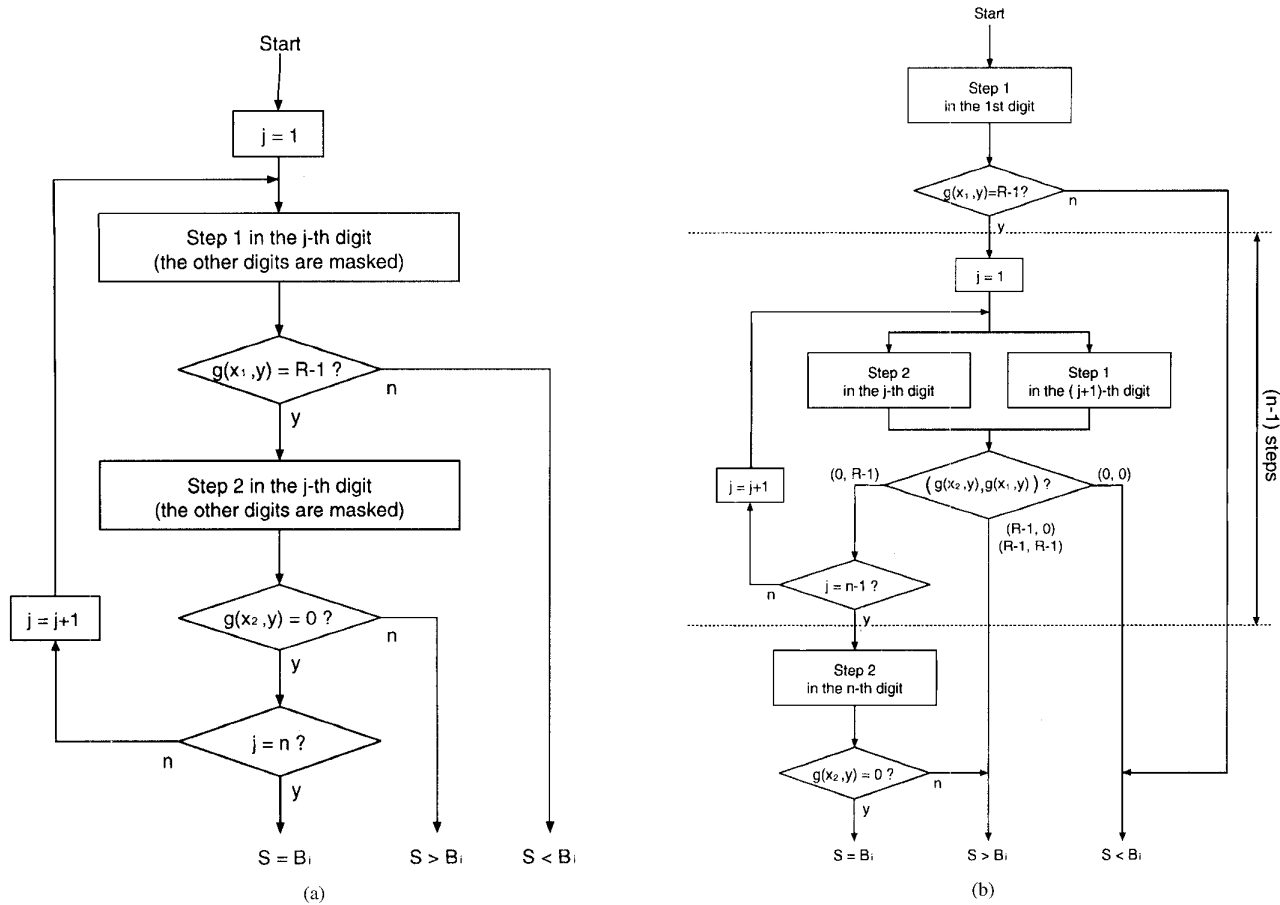 Start
j = 1
Step 1 in the j-th digit
(the other digits are masked)
g(x₁,y) = R-1 ?
n
y
Step 2 in the j-th digit
(the other digits are masked)
j = j+1
g(x₂,y) = 0 ?
n
y
j = n ?
n
y
S = Bᵢ
S > Bᵢ
S < Bᵢ
(a)
Start
Step 1
in the 1st digit
g(x₁,y)=R-1?
n
y
j = 1
Step 2
in the j-th digit
Step 1
in the ( j+1)-th digit
(n-1) steps
j = j+1
(0, R-1)
( g(x₂,y),g(x₁,y) ) ?
(0, 0)
(R-1, 0)
(R-1, R-1)
j = n-1 ?
n
y
Step 2
in the n-th digit
g(x₂,y) = 0 ?
n
y
S = Bᵢ
S > Bᵢ
S < Bᵢ
(b)